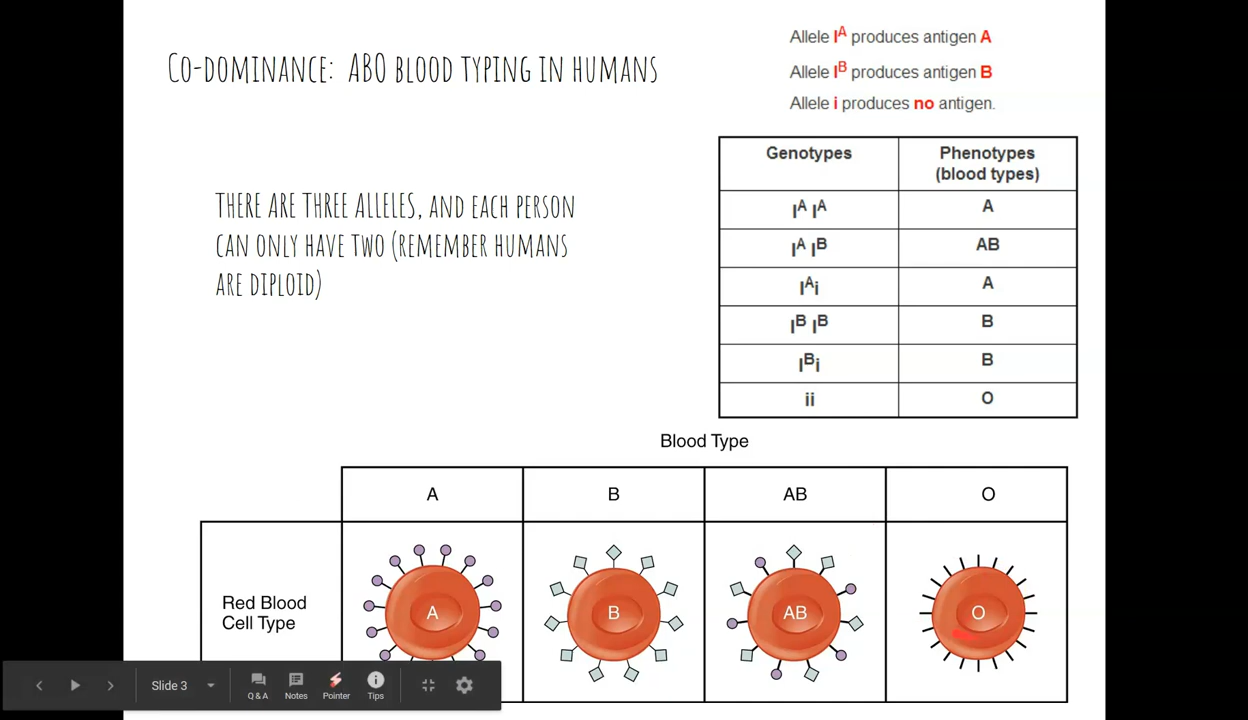 Co-dominance: ABO blood typing in humans
Allele I^A produces antigen A
Allele I^B produces antigen B
Allele i produces no antigen.
THERE ARE THREE ALLELES, AND EACH PERSON
CAN ONLY HAVE TWO (REMEMBER HUMANS
ARE DIPLOID)
Genotypes Phenotypes
(blood types)
I^A I^A A
I^A I^B AB
I^A i A
I^B I^B B
I^B i B
ii O
Blood Type
A B AB O
Red Blood
Cell Type
A B AB O
Slide 3
Q & A Notes Pointer Tips